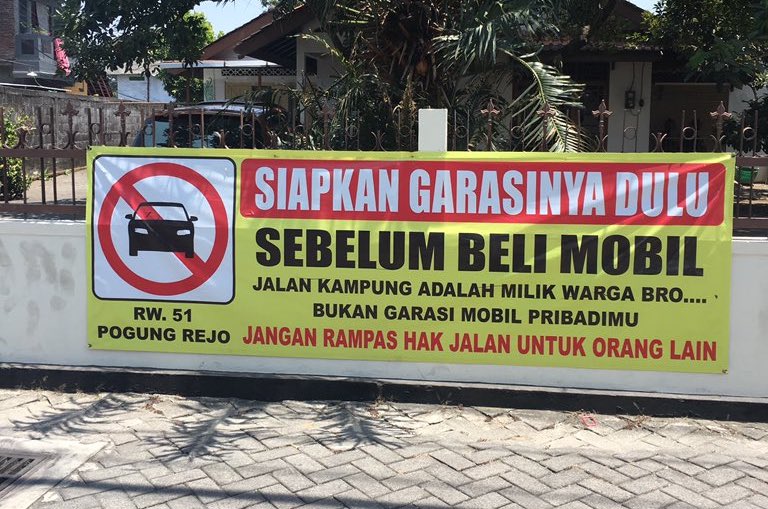 SIAPKAN GARASINYA DULU
SEBELUM BELI MOBIL
JALAN KAMPUNG ADALAH MILIK WARGA BRO....
BUKAN GARASI MOBIL PRIBADIMU
JANGAN RAMPAS HAK JALAN UNTUK ORANG LAIN
RW. 51
POGUNG REJO